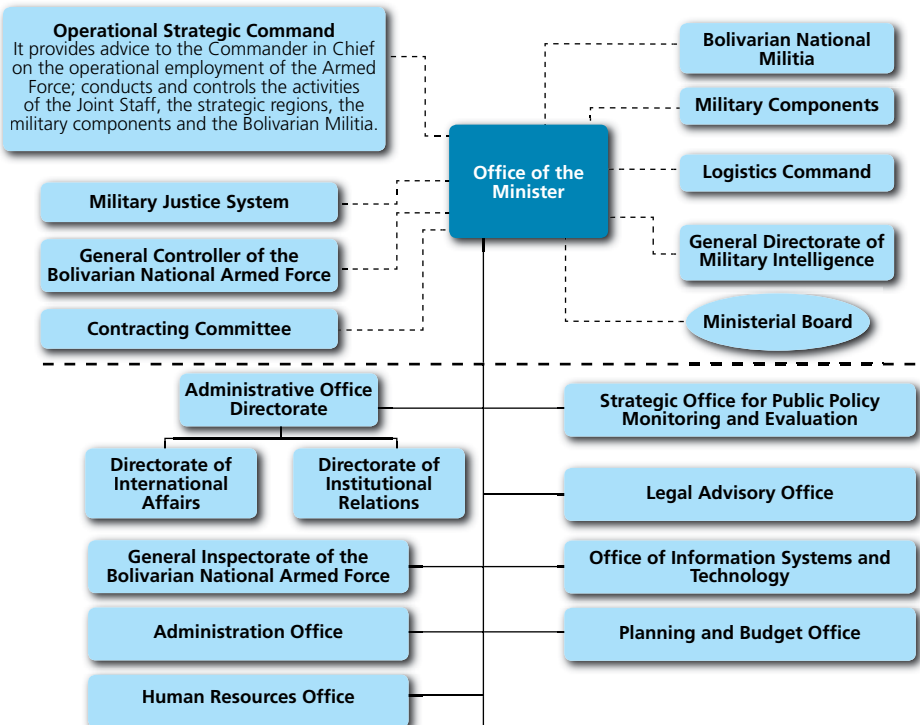 Operational Strategic Command
It provides advice to the Commander in Chief
on the operational employment of the Armed
Force; conducts and controls the activities
of the Joint Staff, the strategic regions, the
military components and the Bolivarian Militia.
Bolivarian National
Militia
Military Components
Office of the
Minister
Logistics Command
Military Justice System
General Directorate of
Military Intelligence
General Controller of the
Bolivarian National Armed Force
Contracting Committee
Ministerial Board
Administrative Office
Directorate
Strategic Office for Public Policy
Monitoring and Evaluation
Directorate of
International
Affairs
Directorate of
Institutional
Relations
Legal Advisory Office
General Inspectorate of the
Bolivarian National Armed Force
Office of Information Systems and
Technology
Administration Office
Planning and Budget Office
Human Resources Office